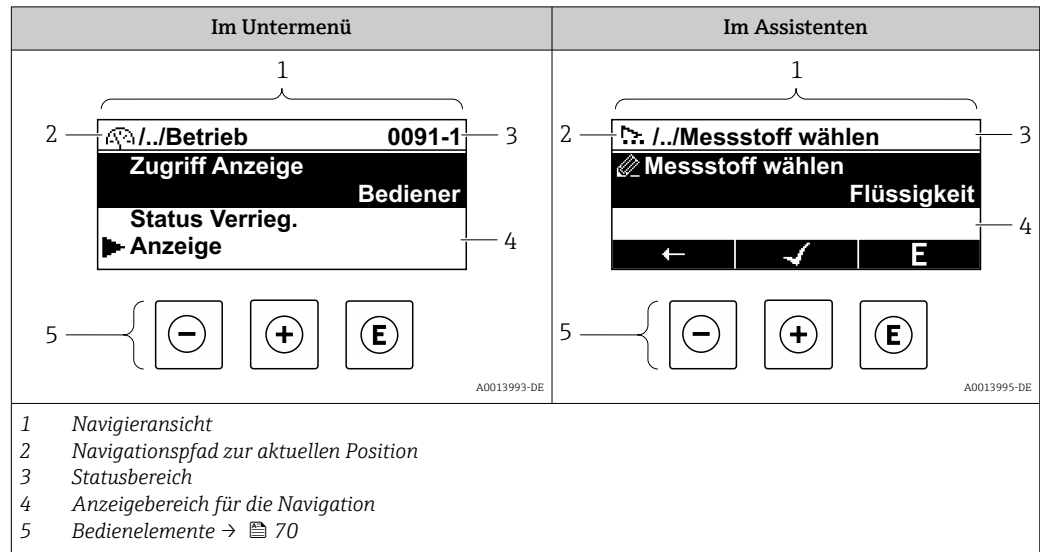 Im Untermenü
1
2
/../Betrieb 0091-1
3
Zugriff Anzeige
Bediener
Status Verrieg.
Anzeige
4
5
- + E
A0013993-DE
Im Assistenten
1
2
/../Messstoff wählen
3
Messstoff wählen
Flüssigkeit
4
← ✓ E
5
- + E
A0013995-DE
1 Navigieransicht
2 Navigationspfad zur aktuellen Position
3 Statusbereich
4 Anzeigebereich für die Navigation
5 Bedienelemente → 70